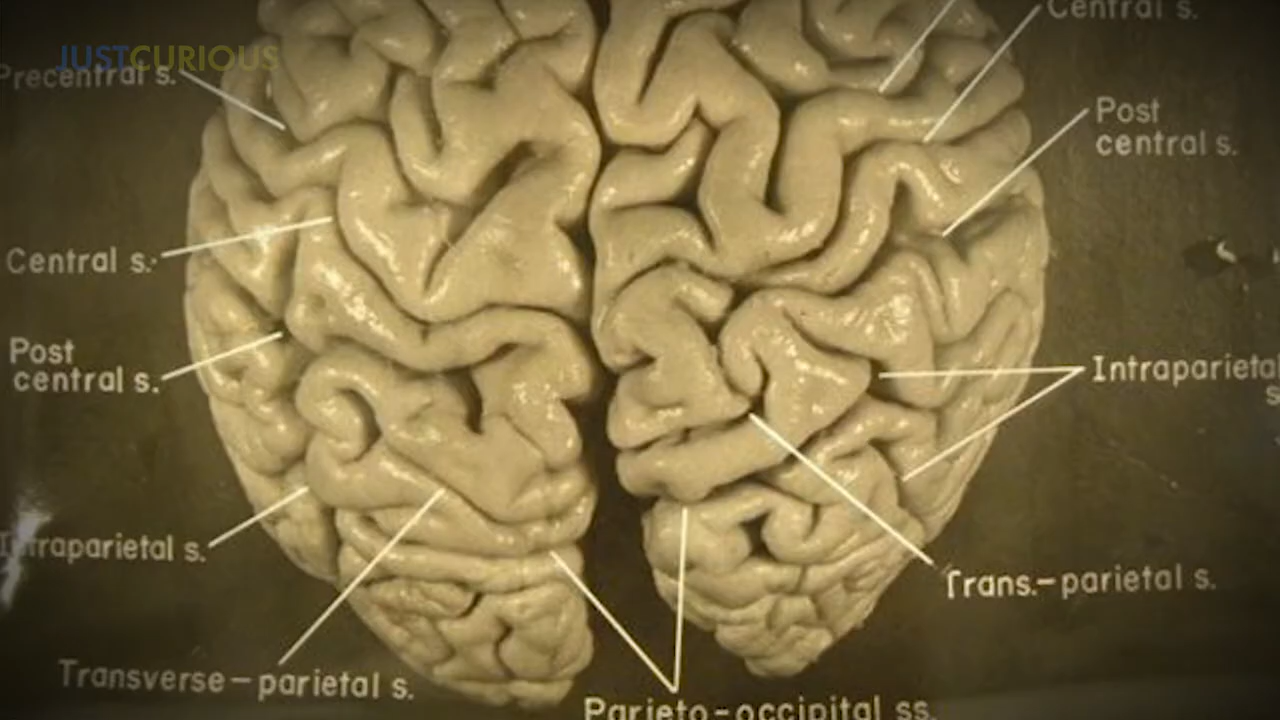 JUSTCURIOUS
Precentral s.
Central s.
Post
central s.
Intraparietal s.
Transverse-parietal s.
Central s.
Post
central s.
Intraparietal
s
Trans.-parietal s.
Parieto-occipital ss.